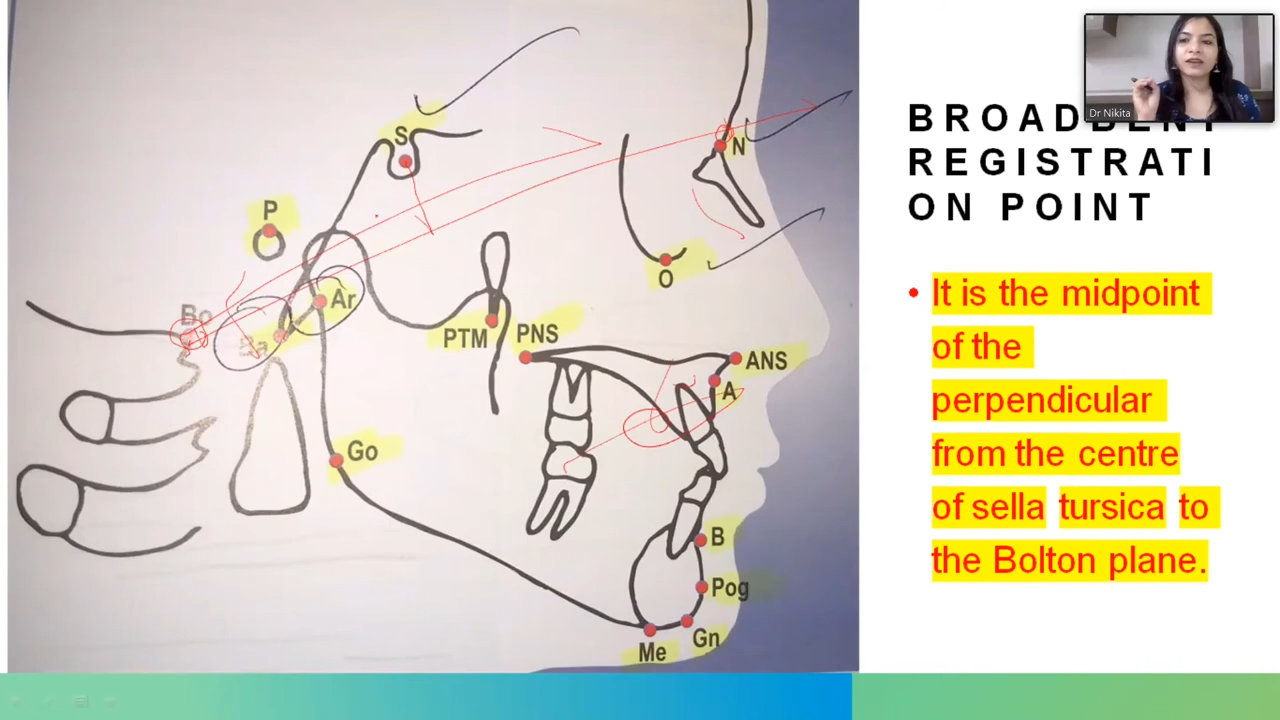 S
N
P
O
Bo
Ar
Ba
PTM
PNS
ANS
A
Go
B
Pog
Gn
Me
Dr Nikita
BROADBENT
REGISTRATI
ON POINT
• It is the midpoint
of the
perpendicular
from the centre
of sella tursica to
the Bolton plane.